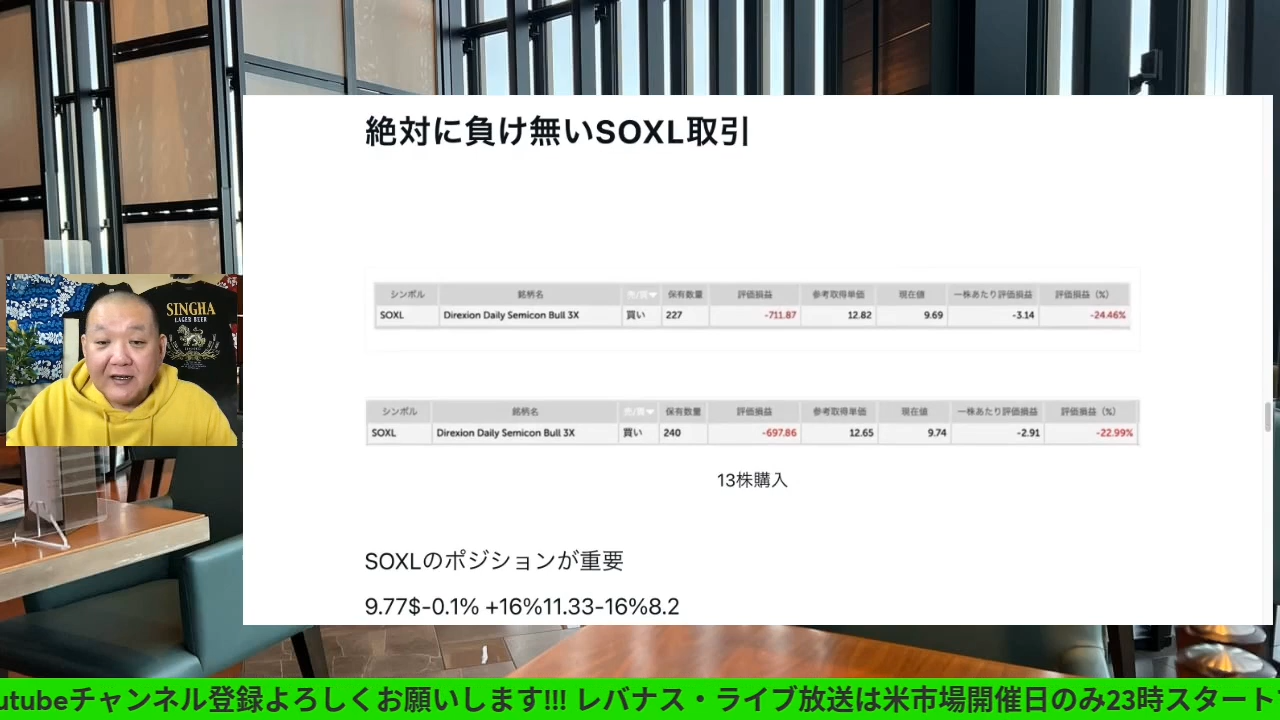 絶対に負け無いSOXL取引
シンボル 銘柄名 売/買▼ 保有数量 評価損益 参考取得単価 現在値 一株あたり評価損益 評価損益（%）
SOXL Direxion Daily Semicon Bull 3X 買い 227 -711.87 12.82 9.69 -3.14 -24.46%
シンボル 銘柄名 売/買▼ 保有数量 評価損益 参考取得単価 現在値 一株あたり評価損益 評価損益（%）
SOXL Direxion Daily Semicon Bull 3X 買い 240 -697.86 12.65 9.74 -2.91 -22.99%
13株購入
SOXLのポジションが重要
9.77$-0.1% +16%11.33-16%8.2
SINGHA
LAGER BEER
utubeチャンネル登録よろしくお願いします!!! レバナス・ライブ放送は米市場開催日のみ23時スタート